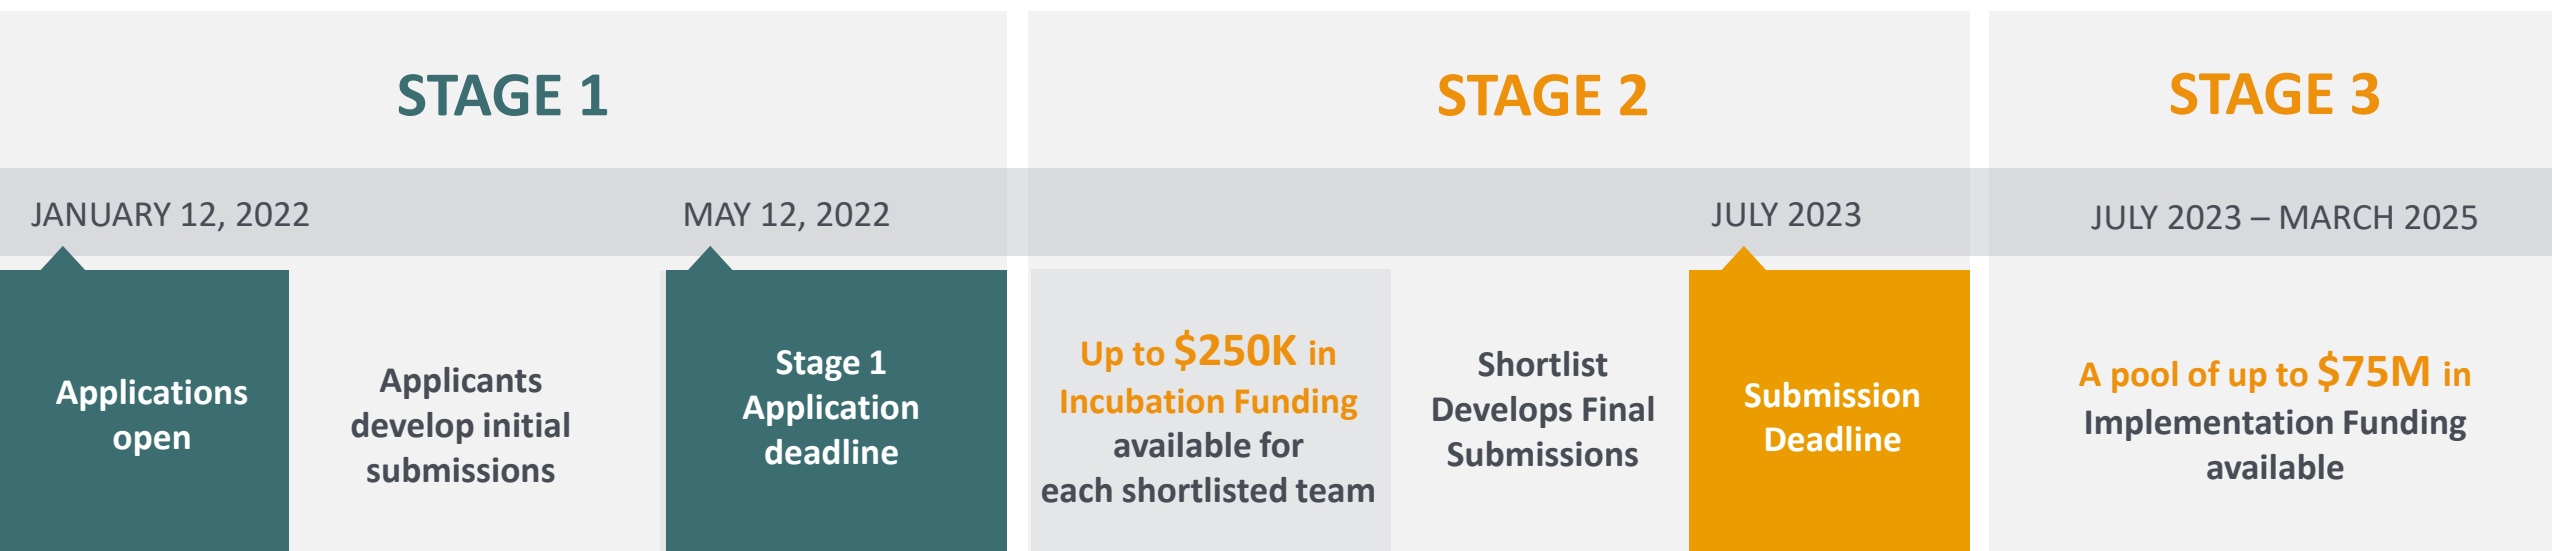 STAGE 1
STAGE 2
STAGE 3
JANUARY 12, 2022
MAY 12, 2022
JULY 2023
JULY 2023 – MARCH 2025
Applications
open
Applicants
develop initial
submissions
Stage 1
Application
deadline
Up to $250K in
Incubation Funding
available for
each shortlisted team
Shortlist
Develops Final
Submissions
Submission
Deadline
A pool of up to $75M in
Implementation Funding
available